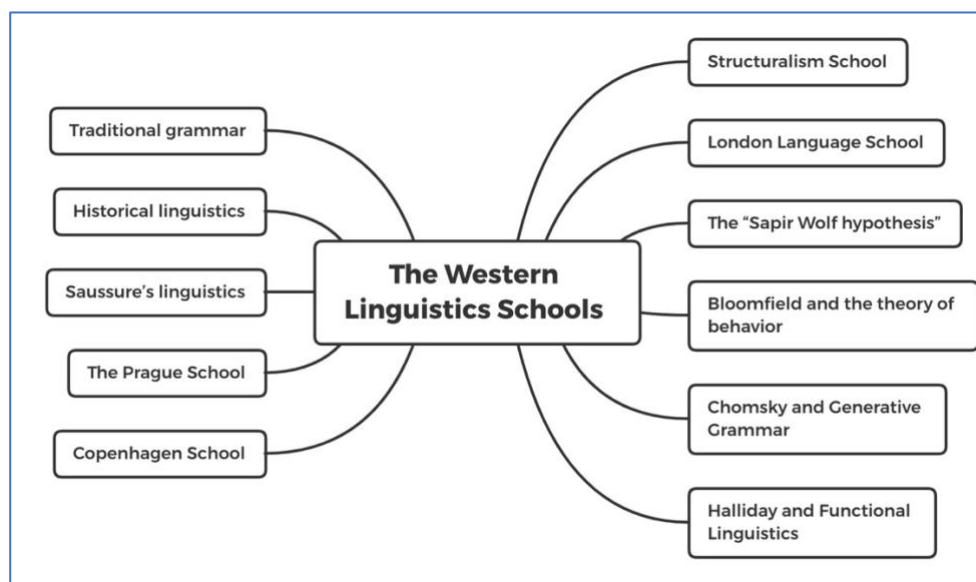 The Western
Linguistics Schools
Traditional grammar
Historical linguistics
Saussure's linguistics
The Prague School
Copenhagen School
Structuralism School
London Language School
The “Sapir Wolf hypothesis”
Bloomfield and the theory of
behavior
Chomsky and Generative
Grammar
Halliday and Functional
Linguistics